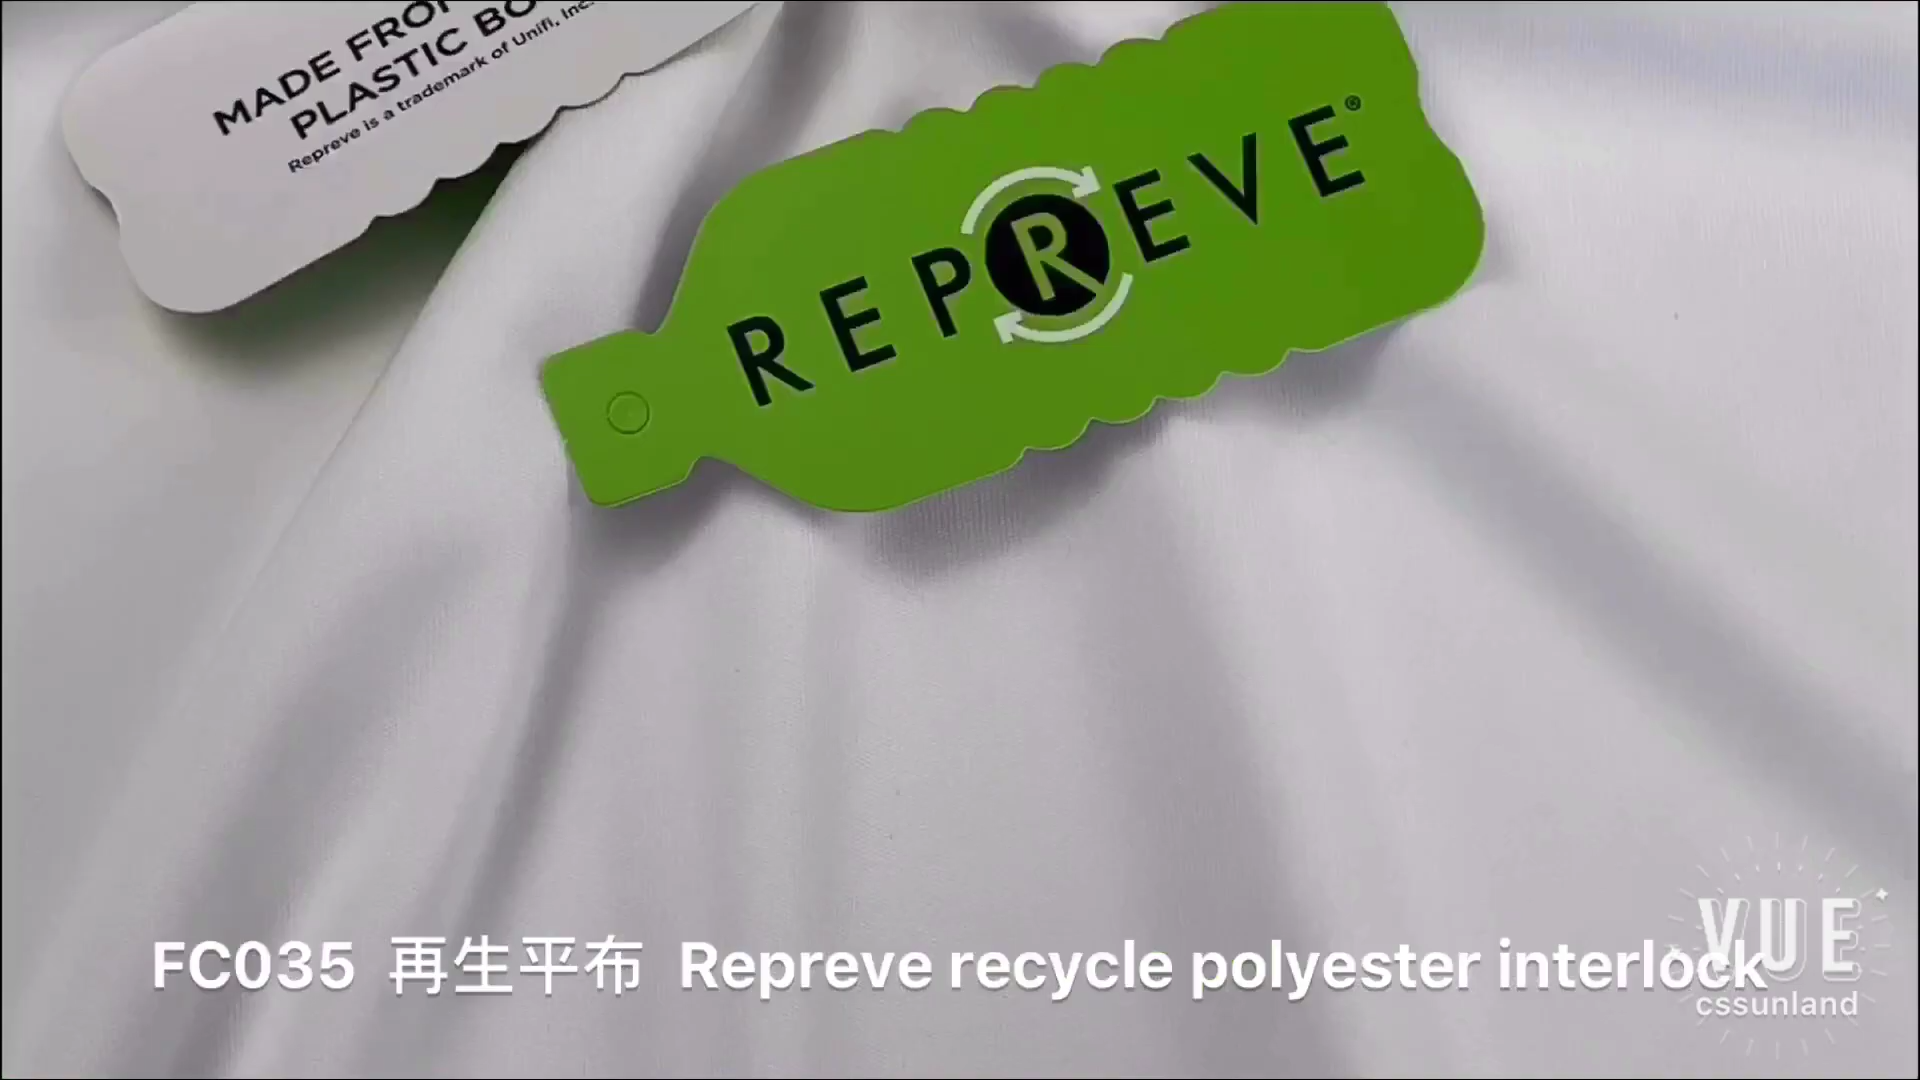 MADE FROM
PLASTIC BO
Repreve is a trademark of Unifi, Inc.
REPREVE®
FC035 再生平布 Repreve recycle polyester interlock
VUE
cssunland